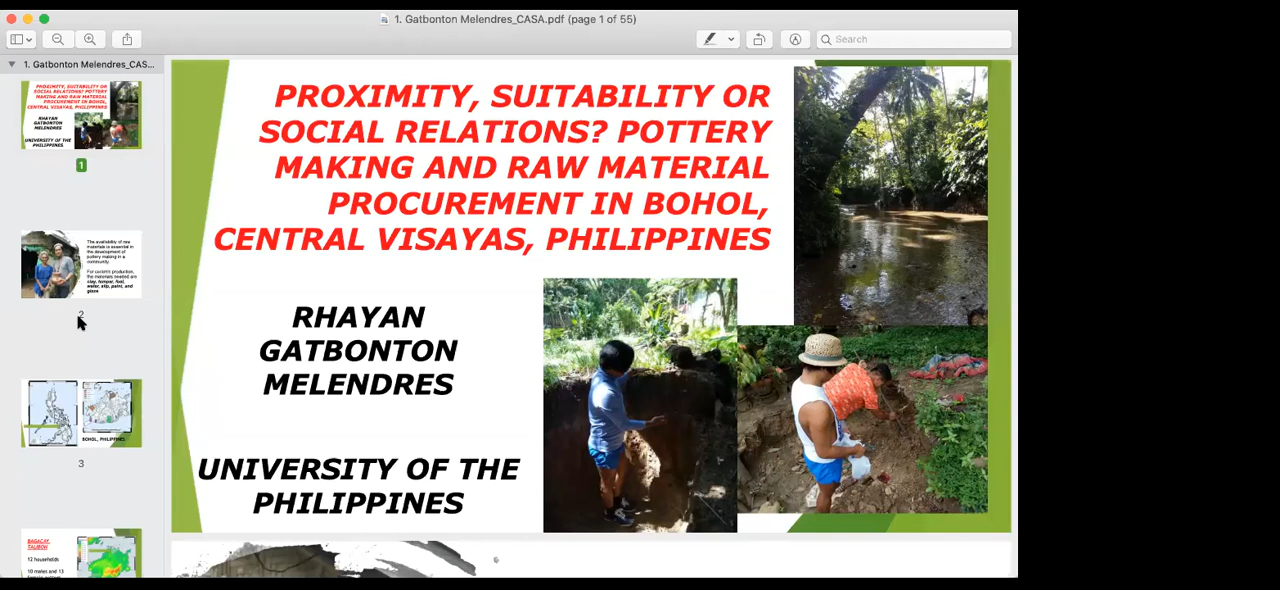 1. Gatbonton Melendres_CASA.pdf (page 1 of 55)
Search
1. Gatbonton Melendres_CAS...
PROXIMITY, SUITABILITY OR
SOCIAL RELATIONS? POTTERY
MAKING AND RAW MATERIAL
PROCUREMENT IN BOHOL,
CENTRAL VISAYAS, PHILIPPINES
RHAYAN
GATBONTON
MELENDRES
UNIVERSITY OF THE
PHILIPPINES
1
The availability of raw
materials is essential in
the development of
pottery making in a
community.
For custom production,
the materials needed are
clay, temper, fuel,
water, slip, paint, and
glaze
2
BOHOL, PHILIPPINES
3
BAGACAY,
TALIBON
12 households
10 males and 13
PROXIMITY, SUITABILITY OR
SOCIAL RELATIONS? POTTERY
MAKING AND RAW MATERIAL
PROCUREMENT IN BOHOL,
CENTRAL VISAYAS, PHILIPPINES
RHAYAN
GATBONTON
MELENDRES
UNIVERSITY OF THE
PHILIPPINES